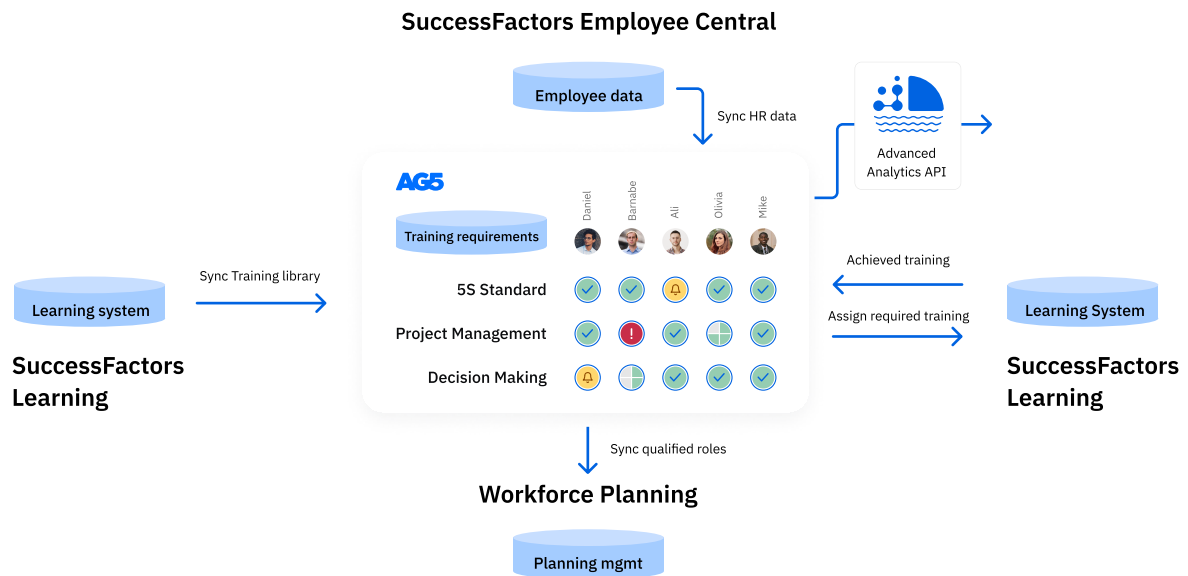 SuccessFactors Employee Central
Employee data
Sync HR data
Advanced
Analytics API
AG5
Daniel
Barnabe
Ali
Olivia
Mike
Training requirements
5S Standard
Project Management
!
Decision Making
Sync Training library
Learning system
SuccessFactors
Learning
Achieved training
Assign required training
Learning System
SuccessFactors
Learning
Sync qualified roles
Workforce Planning
Planning mgmt